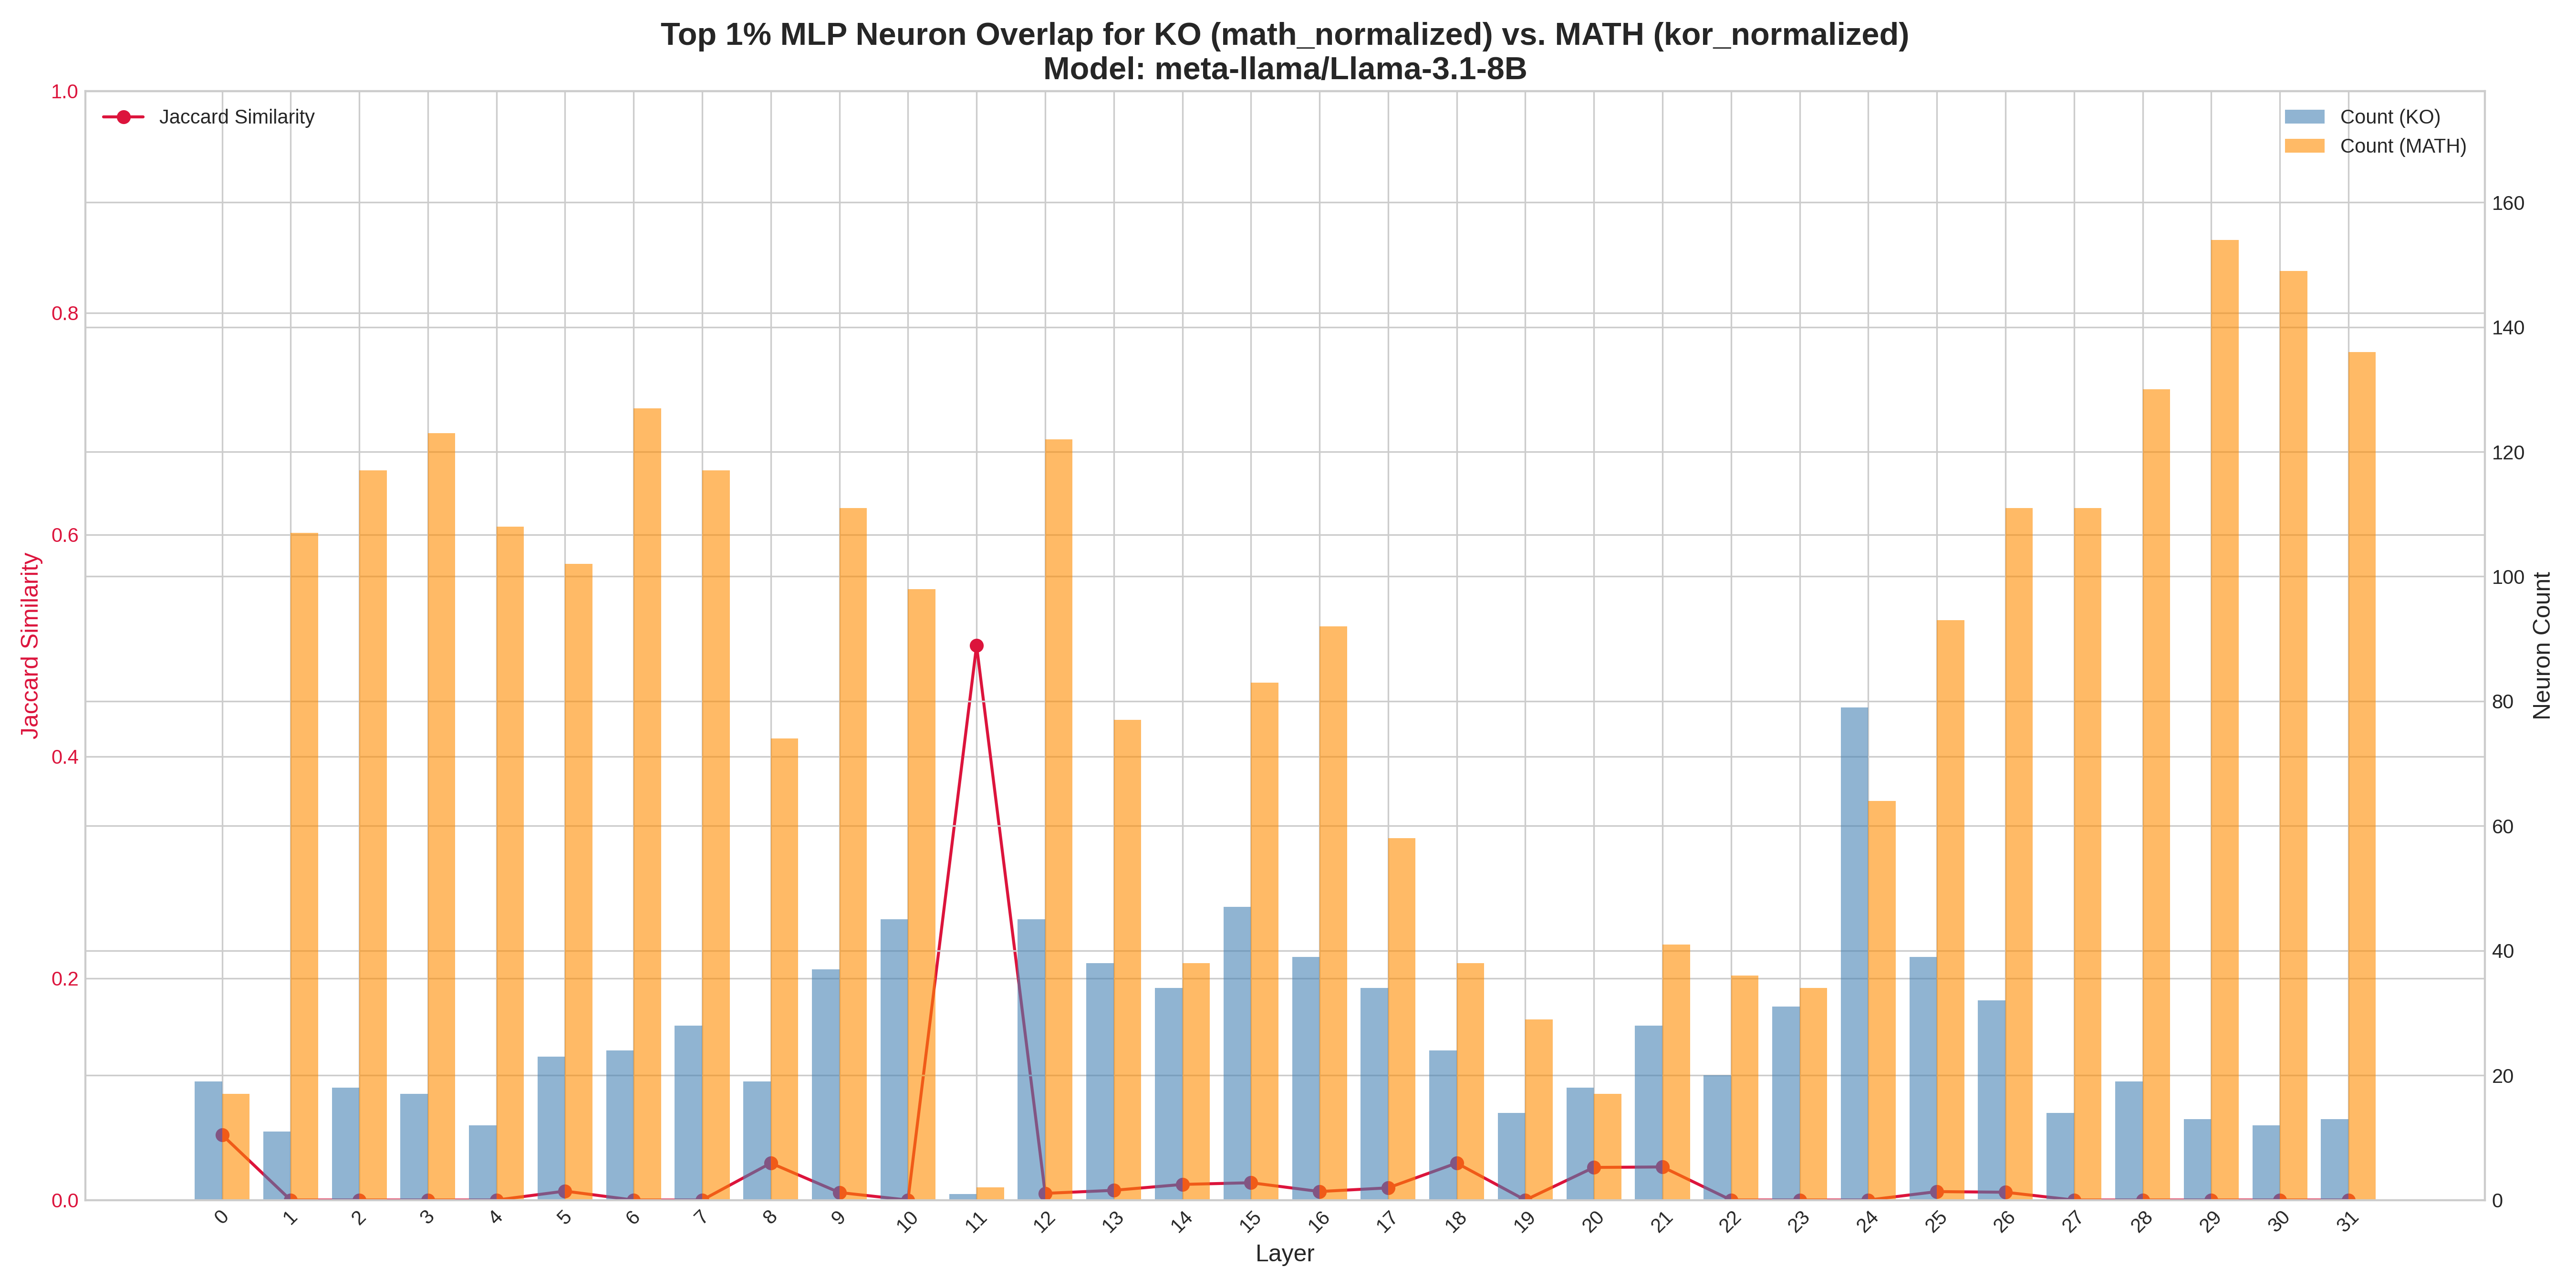 Top 1% MLP Neuron Overlap for KO (math_normalized) vs. MATH (kor_normalized)
Model: meta-llama/Llama-3.1-8B
Jaccard Similarity
Count (KO)
Count (MATH)
Jaccard Similarity
1.0
0.8
0.6
0.4
0.2
0.0
160
140
120
100
80
60
40
20
0
Neuron Count
0 1 2 3 4 5 6 7 8 9 10 11 12 13 14 15 16 17 18 19 20 21 22 23 24 25 26 27 28 29 30 31
Layer